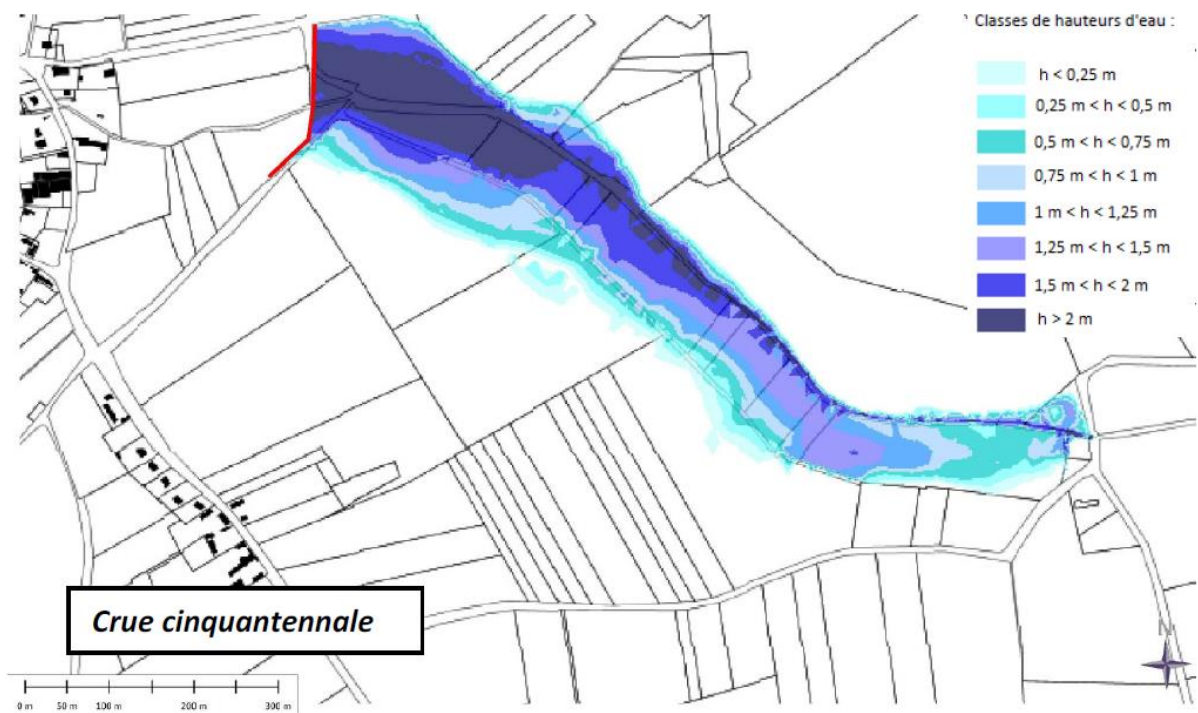 Classes de hauteurs d'eau :
h < 0,25 m
0,25 m < h < 0,5 m
0,5 m < h < 0,75 m
0,75 m < h < 1 m
1 m < h < 1,25 m
1,25 m < h < 1,5 m
1,5 m < h < 2 m
h > 2 m
Crue cinquantennale
N
0 m 50 m 100 m 200 m 300 m